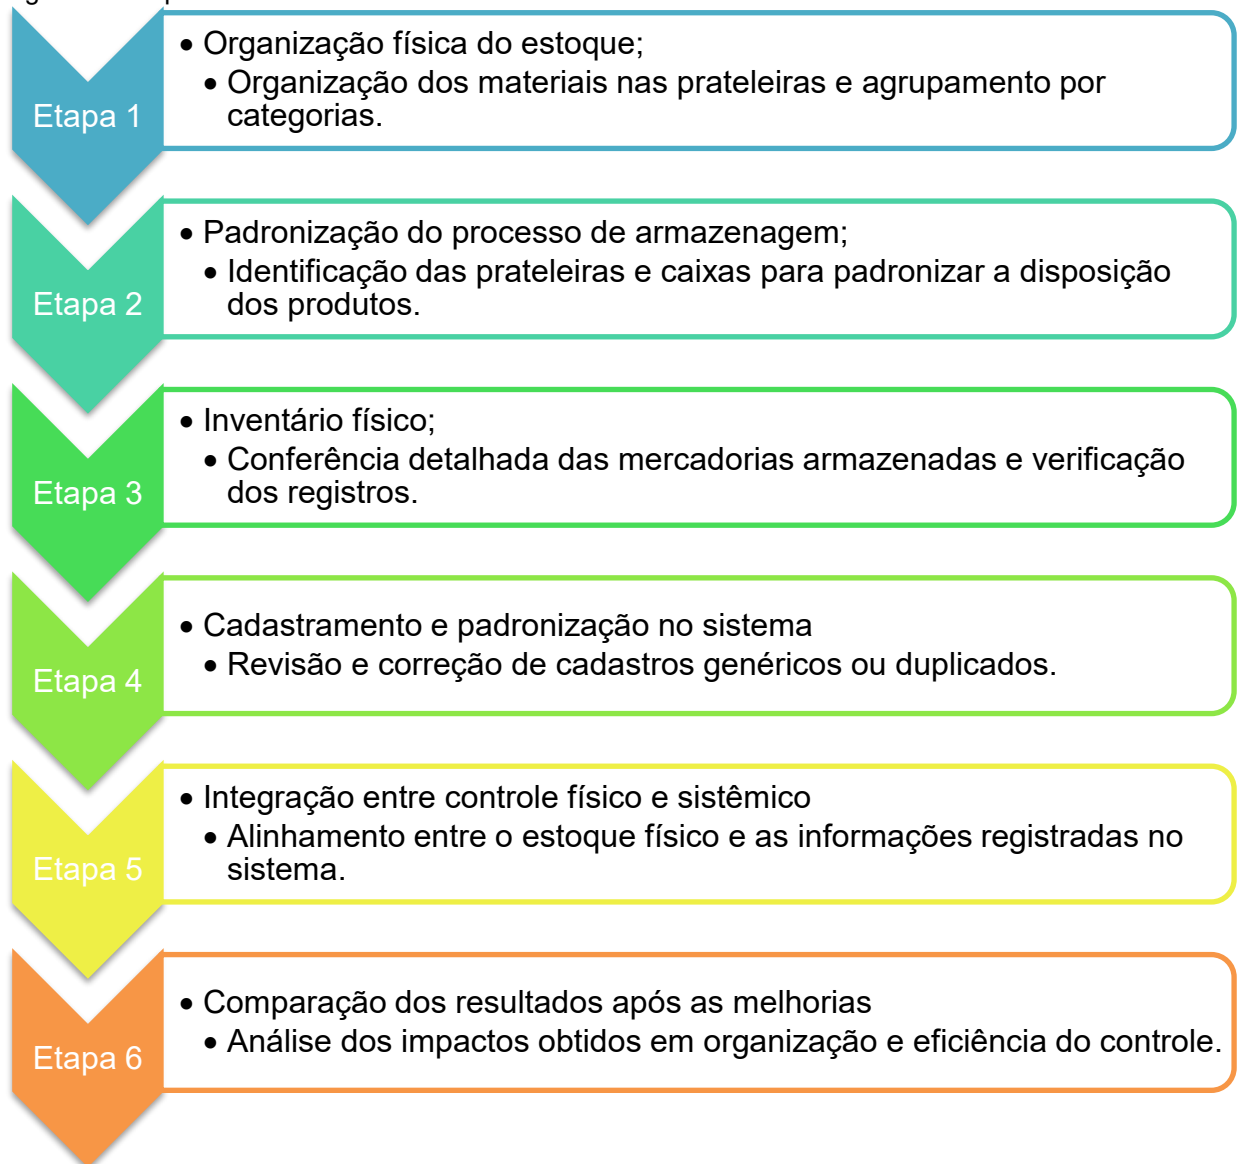 Etapa 1
• Organização física do estoque;
• Organização dos materiais nas prateleiras e agrupamento por
categorias.
Etapa 2
• Padronização do processo de armazenagem;
• Identificação das prateleiras e caixas para padronizar a disposição
dos produtos.
Etapa 3
• Inventário físico;
• Conferência detalhada das mercadorias armazenadas e verificação
dos registros.
Etapa 4
• Cadastramento e padronização no sistema
• Revisão e correção de cadastros genéricos ou duplicados.
Etapa 5
• Integração entre controle físico e sistêmico
• Alinhamento entre o estoque físico e as informações registradas no
sistema.
Etapa 6
• Comparação dos resultados após as melhorias
• Análise dos impactos obtidos em organização e eficiência do controle.